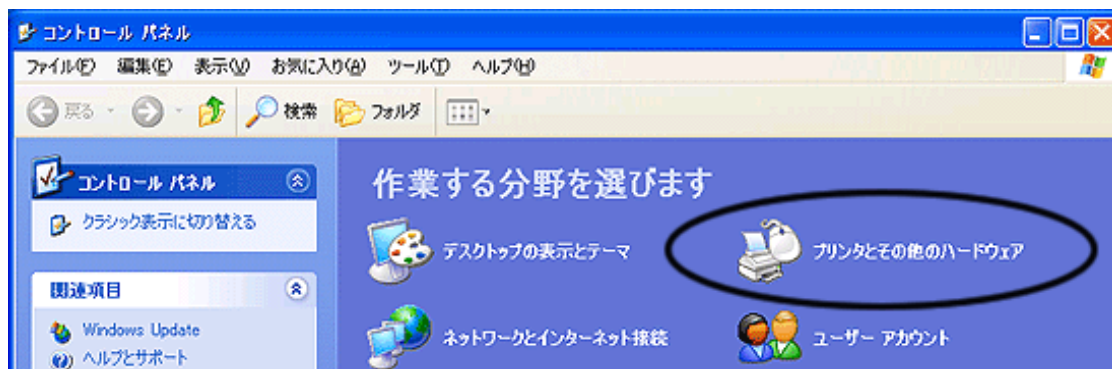 コントロール パネル
ファイル(F) 編集(E) 表示(V) お気に入り(A) ツール(T) ヘルプ(H)
戻る 検索 フォルダ
コントロール パネル
クラシック表示に切り替える
関連項目
Windows Update
ヘルプとサポート
作業する分野を選びます
デスクトップの表示とテーマ
プリンタとその他のハードウェア
ネットワークとインターネット接続
ユーザー アカウント